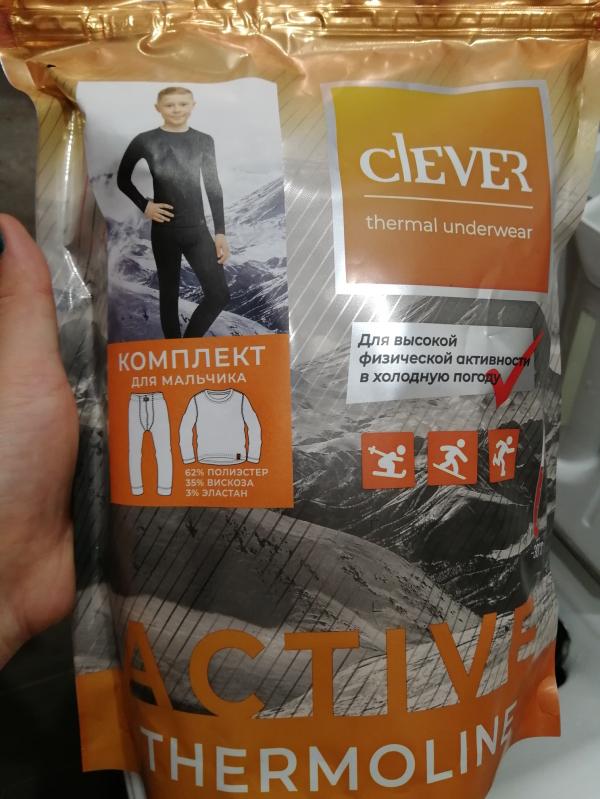 clEVER
thermal underwear
Для высокой
физической активности
в холодную погоду
КОМПЛЕКТ
ДЛЯ МАЛЬЧИКА
62% ПОЛИЭСТЕР
35% ВИСКОЗА
3% ЭЛАСТАН
ACTIVE
THERMOLINE